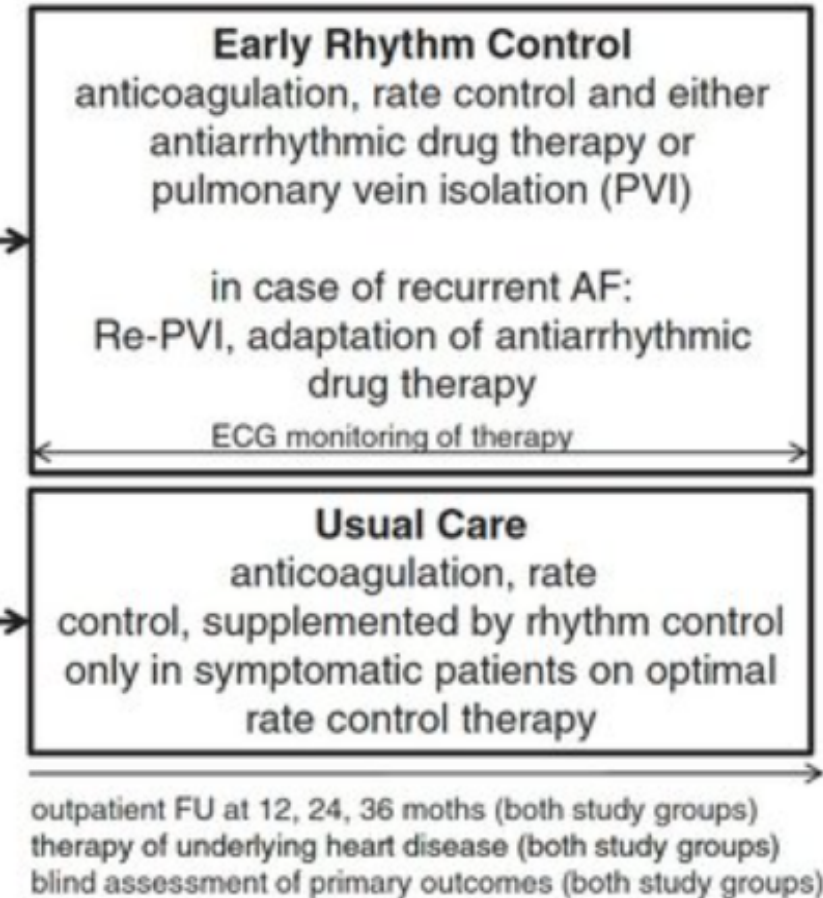 Early Rhythm Control
anticoagulation, rate control and either
antiarrhythmic drug therapy or
pulmonary vein isolation (PVI)
in case of recurrent AF:
Re-PVI, adaptation of antiarrhythmic
drug therapy
ECG monitoring of therapy
Usual Care
anticoagulation, rate
control, supplemented by rhythm control
only in symptomatic patients on optimal
rate control therapy
outpatient FU at 12, 24, 36 moths (both study groups)
therapy of underlying heart disease (both study groups)
blind assessment of primary outcomes (both study groups)